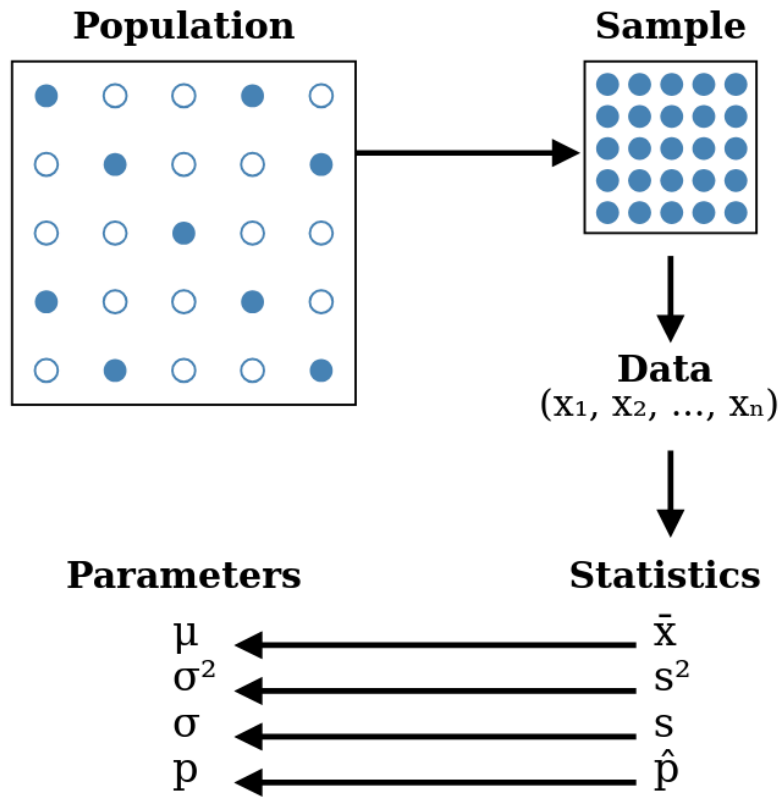 Population
Sample
Data
(x₁, x₂, ..., xₙ)
Parameters
Statistics
μ
x̄
σ²
s²
σ
s
p
p̂